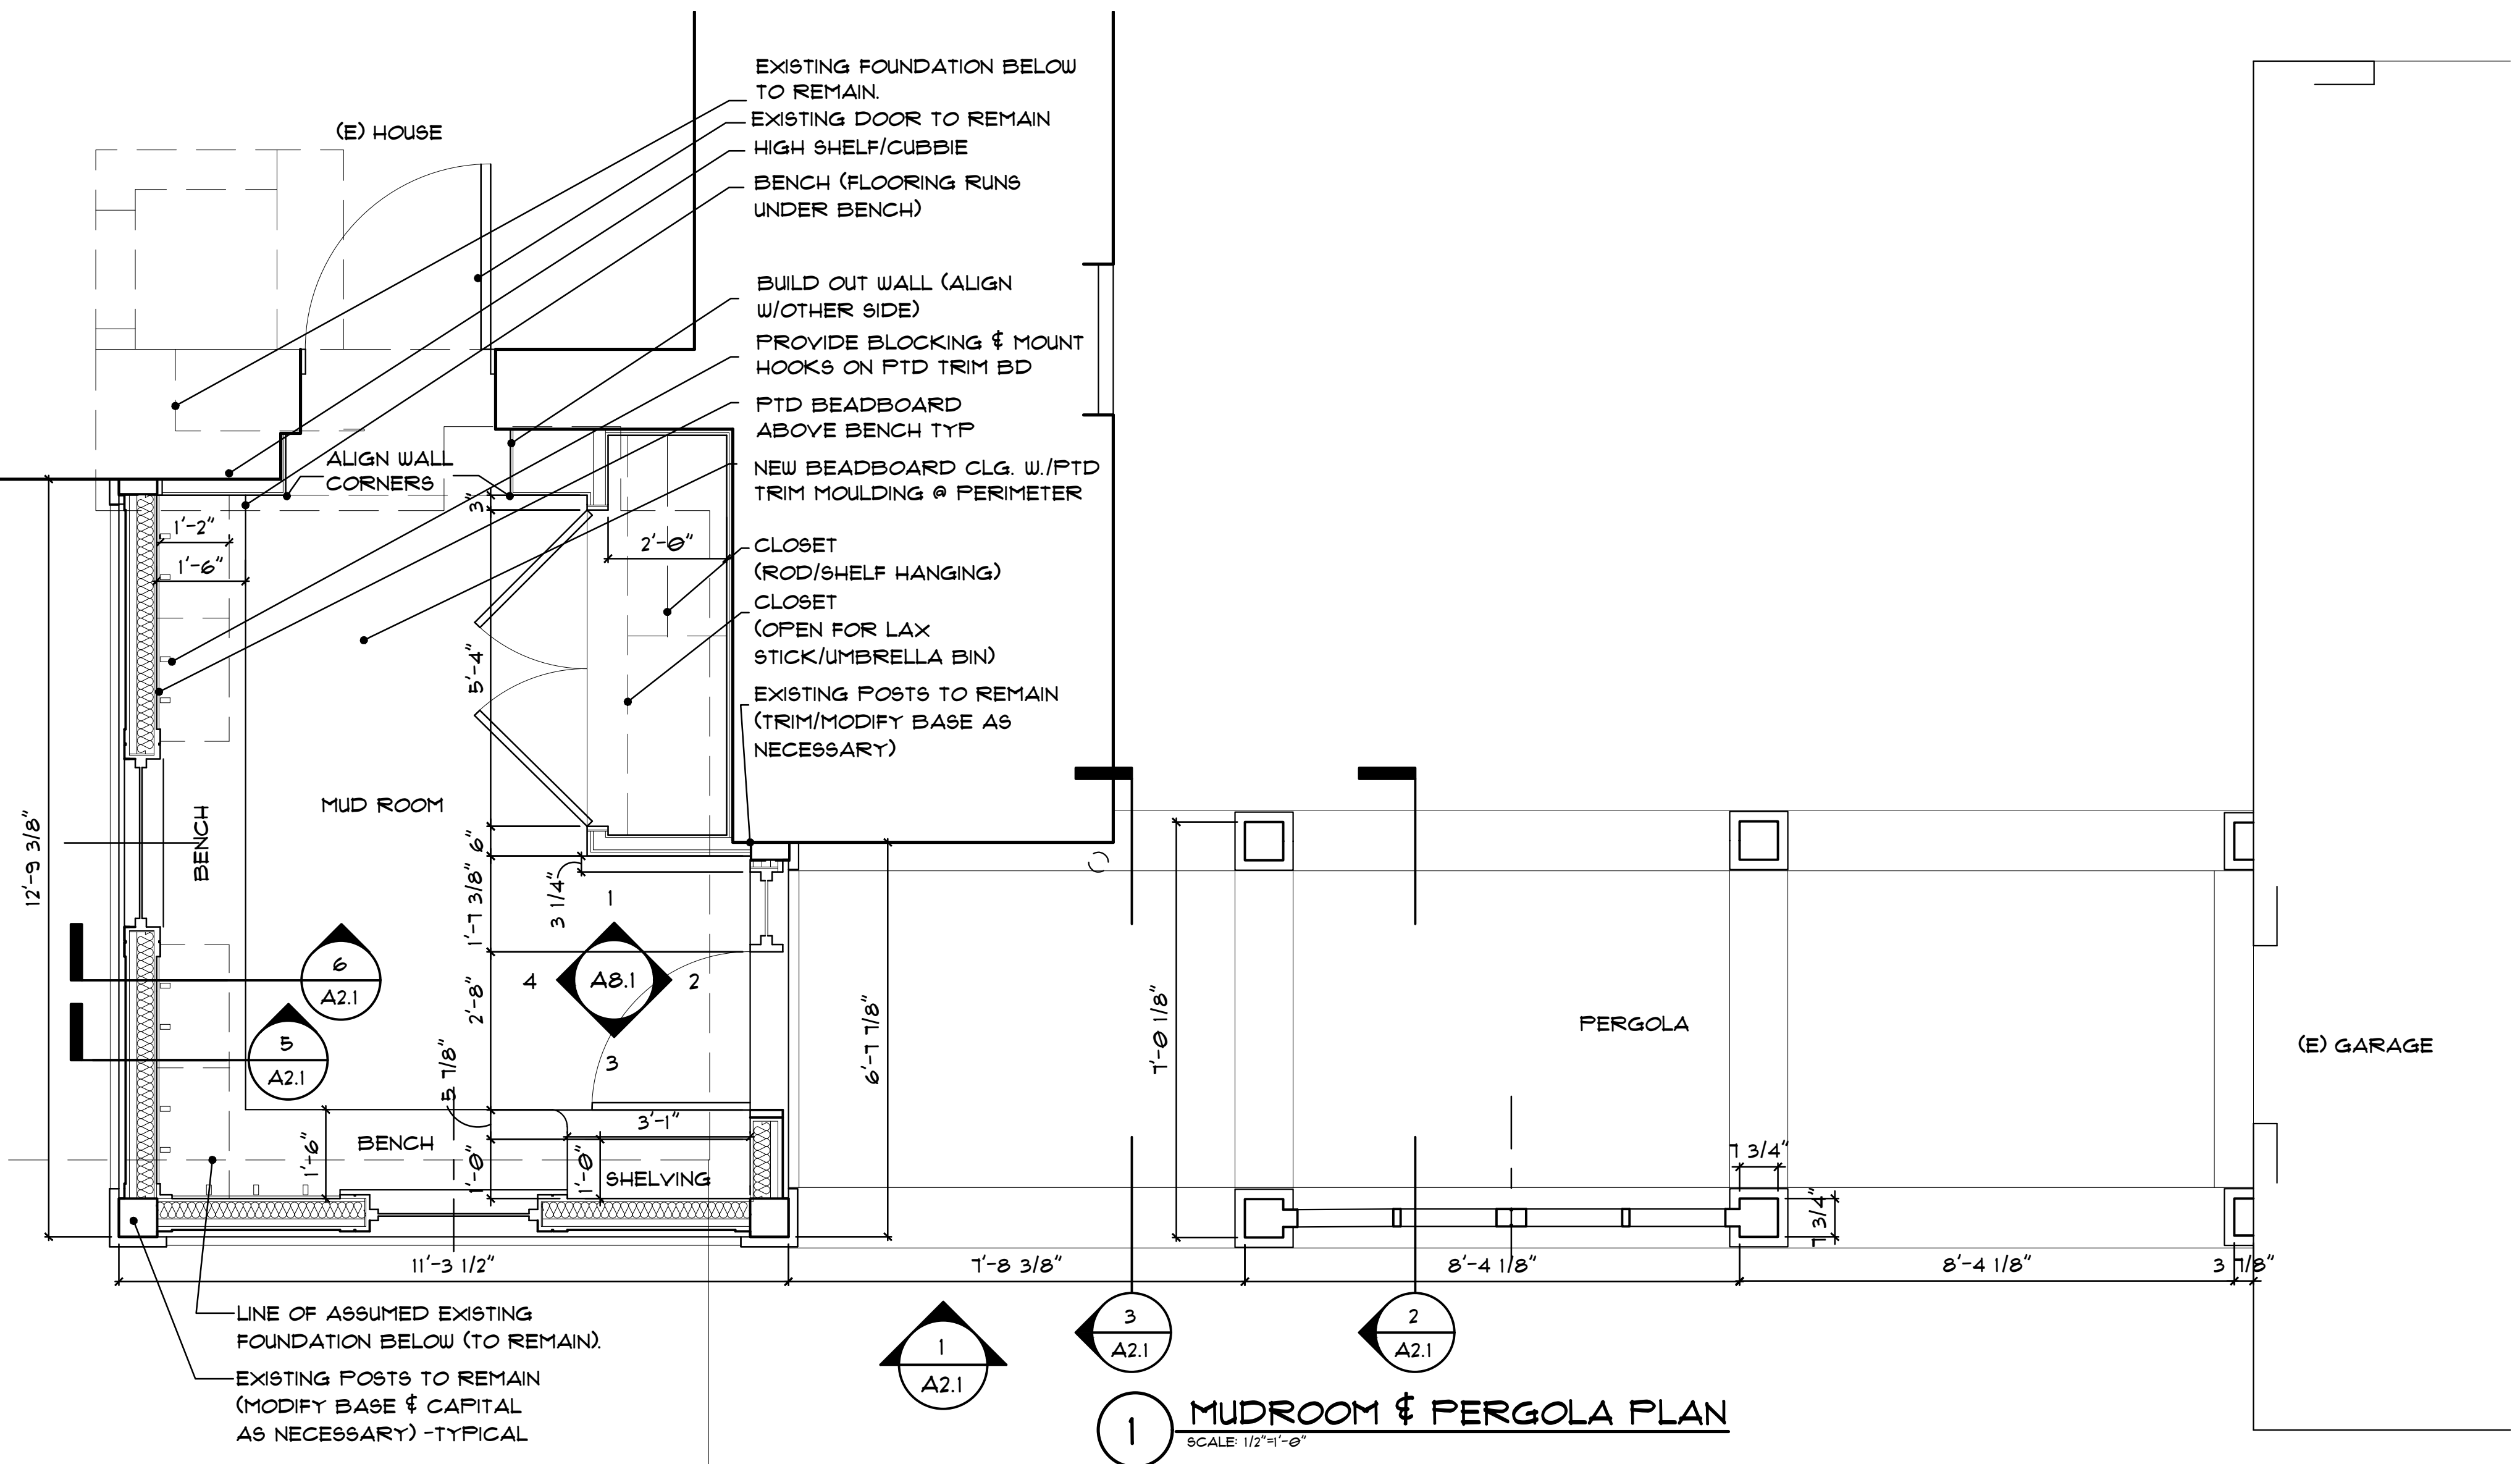 EXISTING FOUNDATION BELOW
TO REMAIN.
EXISTING DOOR TO REMAIN
HIGH SHELF/CUBBIE
BENCH (FLOORING RUNS
UNDER BENCH)
(E) HOUSE
BUILD OUT WALL (ALIGN
W/OTHER SIDE)
PROVIDE BLOCKING & MOUNT
HOOKS ON PTD TRIM BD
PTD BEADBOARD
ABOVE BENCH TYP
NEW BEADBOARD CLG. W./PTD
TRIM MOULDING @ PERIMETER
ALIGN WALL
CORNERS
CLOSET
(ROD/SHELF HANGING)
CLOSET
(OPEN FOR LAX
STICK/UMBRELLA BIN)
EXISTING POSTS TO REMAIN
(TRIM/MODIFY BASE AS
NECESSARY)
3"
1'-2"
1'-6"
2'-0"
5'-4"
MUD ROOM
BENCH
12'-9 3/8"
6"
1'-7 3/8"
3 1/4"
2'-8"
5 7/8"
1
4
A8.1
2
3
6
A2.1
5
A2.1
6'-7 7/8"
7'-0 1/8"
PERGOLA
(E) GARAGE
1'-6"
BENCH
1'-0"
3'-1"
1'-0"
SHELVING
7 3/4"
7 3/4"
11'-3 1/2"
7'-8 3/8"
8'-4 1/8"
8'-4 1/8"
3 7/8"
LINE OF ASSUMED EXISTING
FOUNDATION BELOW (TO REMAIN).
EXISTING POSTS TO REMAIN
(MODIFY BASE & CAPITAL
AS NECESSARY) -TYPICAL
1
A2.1
3
A2.1
2
A2.1
1
MUDROOM & PERGOLA PLAN
SCALE: 1/2"=1'-0"